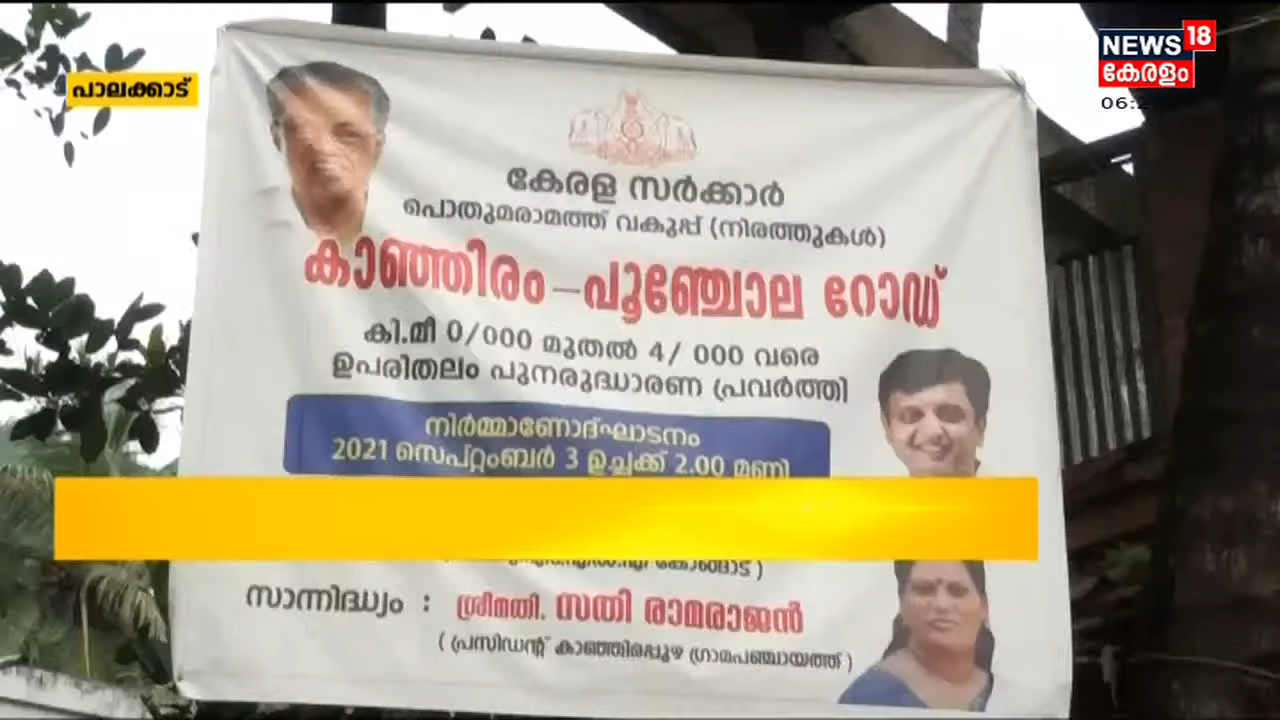 പാലക്കാട്
NEWS 18
കേരളം
കേരള സർക്കാർ
പൊതുമരാമത്ത് വകുപ്പ് (നിരത്തുകൾ)
കാഞ്ഞിരം – പൂഞ്ചോല റോഡ്
കി.മീ 0/000 മുതൽ 4/ 000 വരെ
ഉപരിതലം പുനരുദ്ധാരണ പ്രവർത്തി
നിർമ്മാണോദ്ഘാടനം
2021 സെപ്റ്റംബർ 3 ഉച്ചക്ക് 2.00 മണി
കോങ്ങാട് )
സാന്നിദ്ധ്യം : ശ്രീമതി. സതി രാമരാജൻ
( പ്രസിഡന്റ് കാഞ്ഞിരപ്പുഴ ഗ്രാമപഞ്ചായത്ത് )